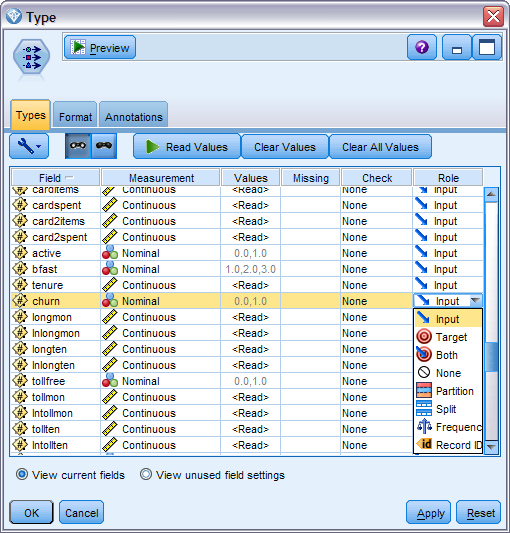 Type
Preview
?
Types Format Annotations
Read Values Clear Values Clear All Values
Field Measurement Values Missing Check Role
carditems Continuous <Read> None Input
cardspent Continuous <Read> None Input
card2items Continuous <Read> None Input
card2spent Continuous <Read> None Input
active Nominal 0.0,1.0 None Input
bfast Nominal 1.0,2.0,3.0 None Input
tenure Continuous <Read> None Input
churn Nominal 0.0,1.0 None Input
longmon Continuous <Read> None Input
lnlongmon Continuous <Read> None Target
longten Continuous <Read> None Both
lnlongten Continuous <Read> None None
tollfree Nominal 0.0,1.0 None Partition
tollmon Continuous <Read> None Split
lntollmon Continuous <Read> None Frequenc
tollten Continuous <Read> None id Record ID
lntollten Continuous <Read> None
View current fields View unused field settings
OK Cancel Apply Reset